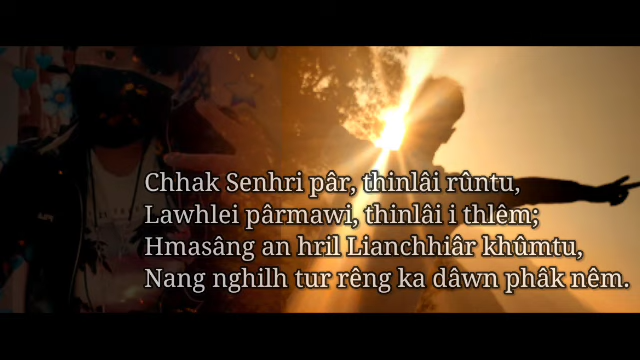 Chhak Senhri pâr, thinlâi rûntu,
Lawhlei pârmawi, thinlâi i thlêm;
Hmasâng an hril Lianchhiâr khûmtu,
Nang nghilh tur rêng ka dâwn phâk nêm.